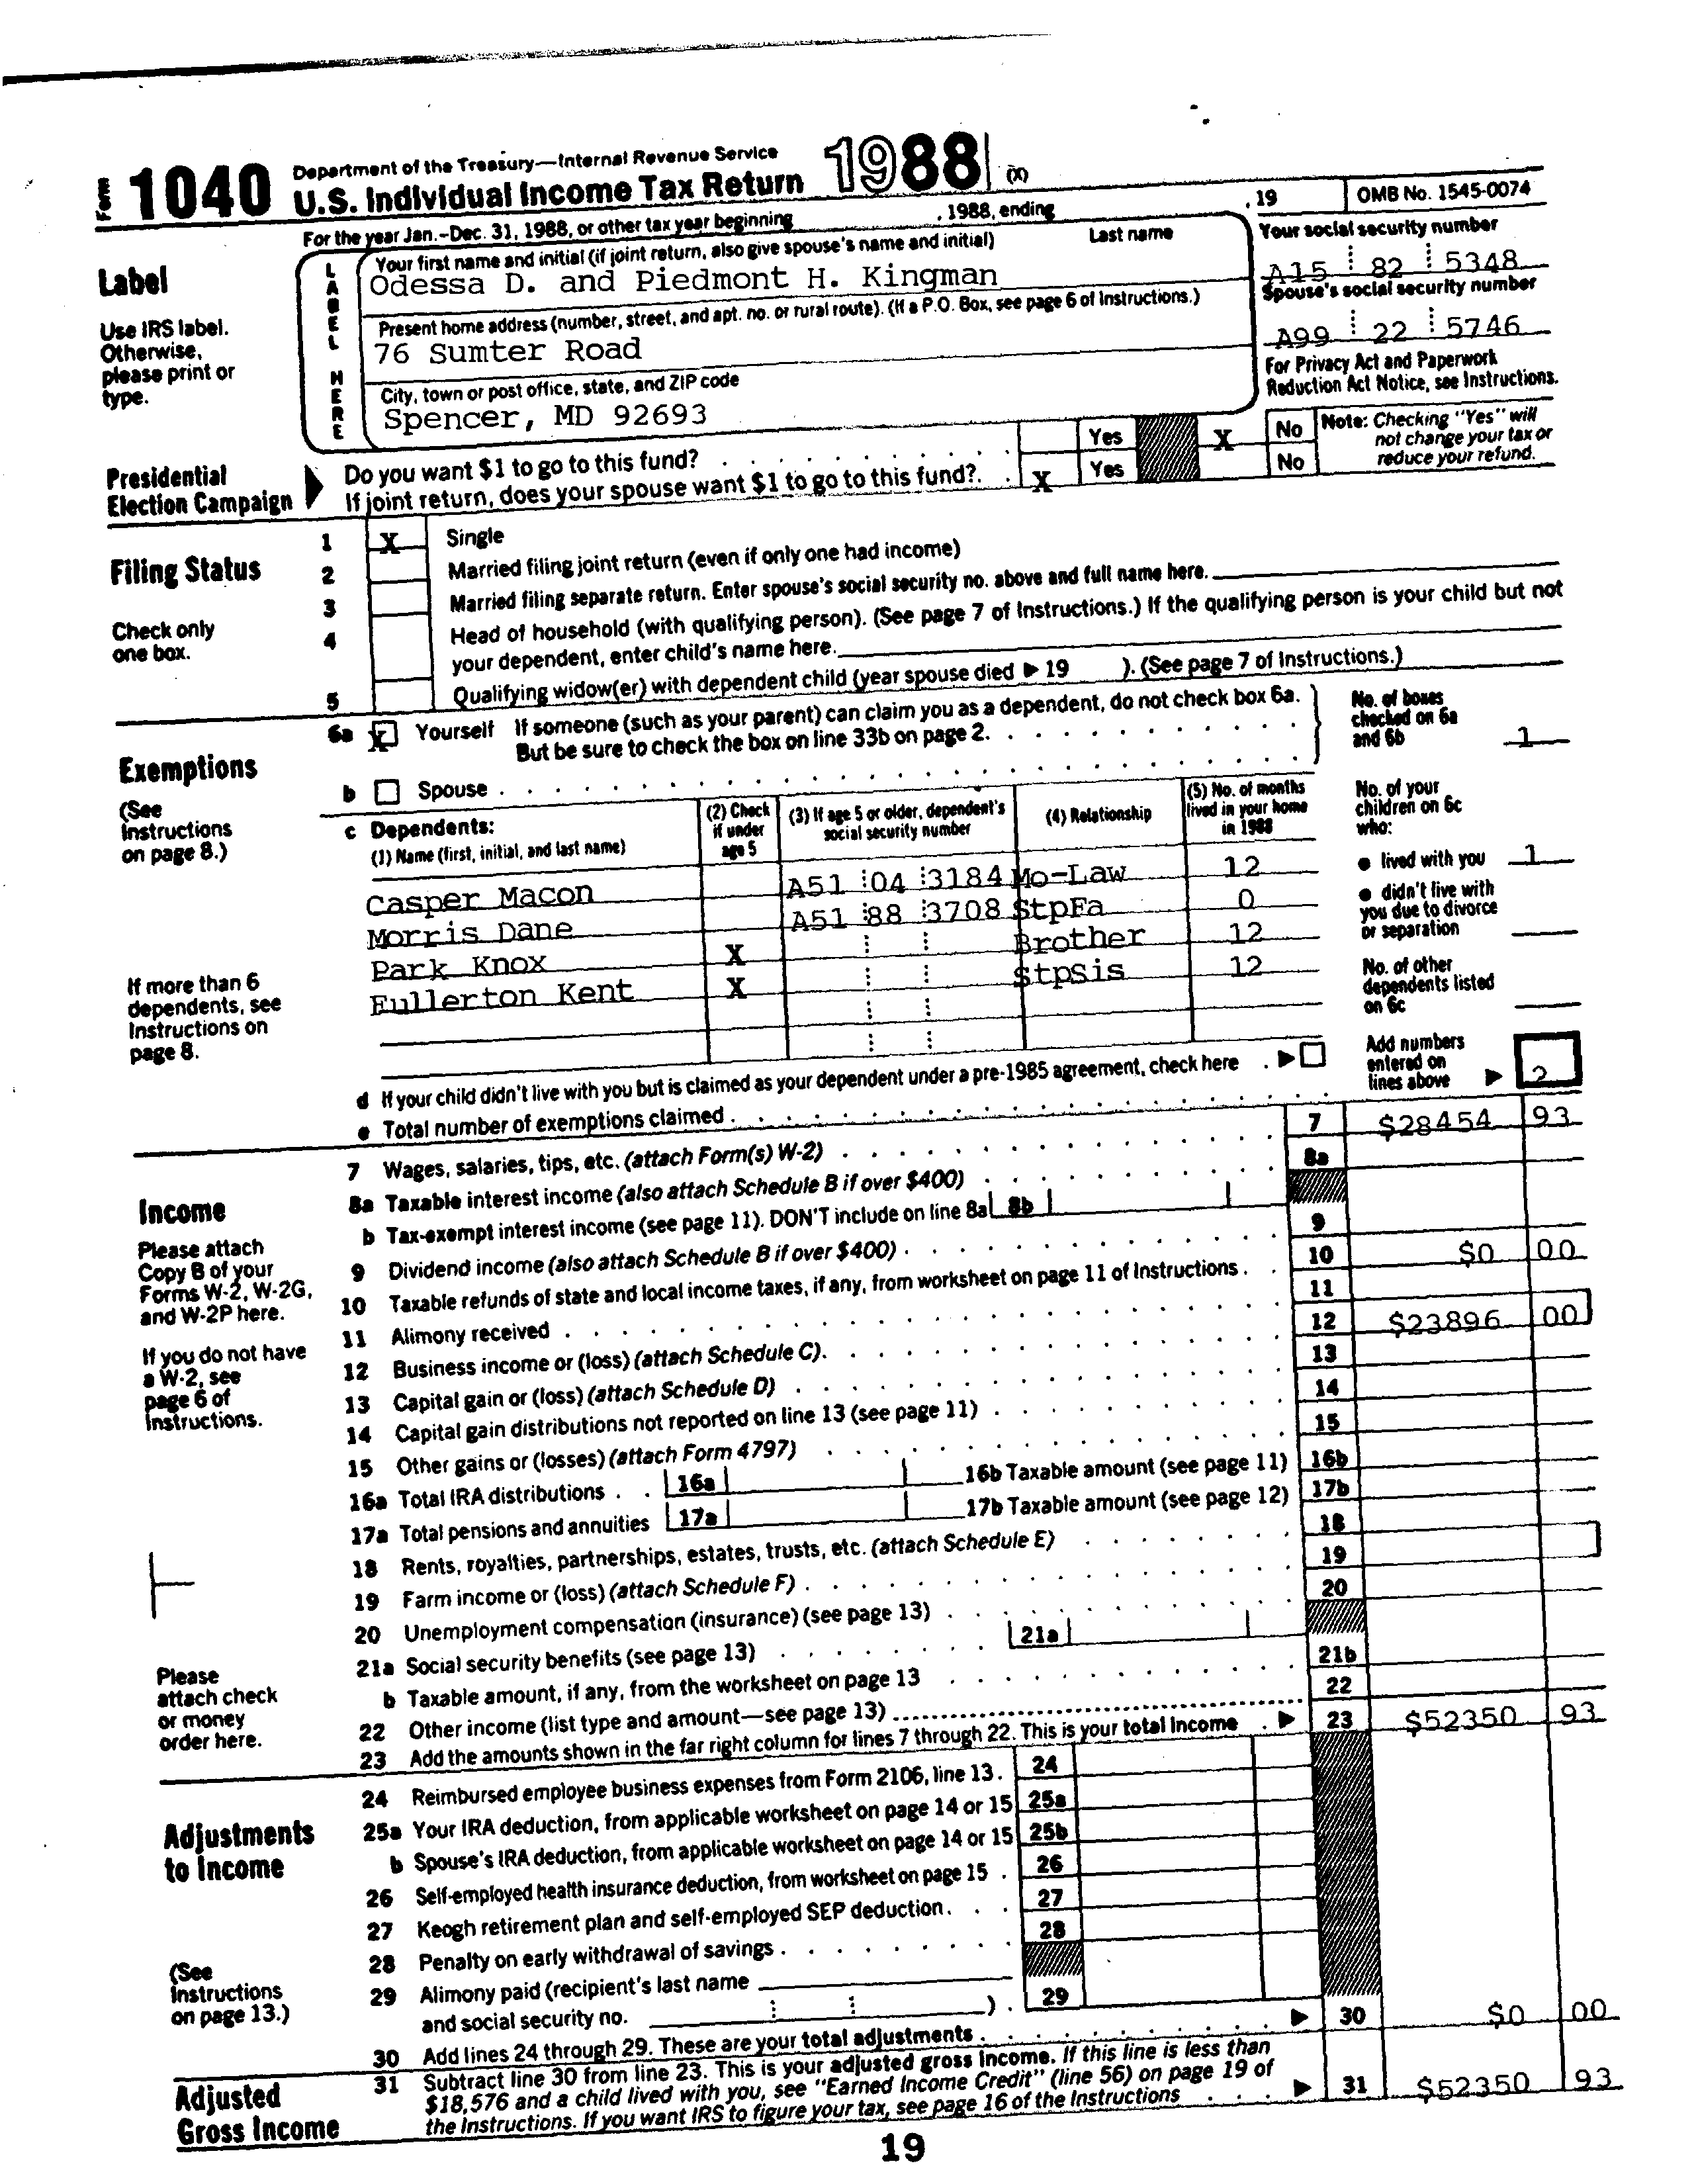 Form 1040 Department of the Treasury—Internal Revenue Service
U.S. Individual Income Tax Return 1988 (X)
For the year Jan.–Dec. 31, 1988, or other tax year beginning , 1988, ending , 19 OMB No. 1545-0074
Label
Use IRS label.
Otherwise,
please print or
type.
LABEL HERE
Your first name and initial (if joint return, also give spouse's name and initial) Last name
Odessa D. and Piedmont H. Kingman
Your social security number
A15 82 5348
Present home address (number, street, and apt. no. or rural route). (If a P.O. Box, see page 6 of Instructions.)
76 Sumter Road
Spouse's social security number
A99 22 5746
City, town or post office, state, and ZIP code
Spencer, MD 92693
For Privacy Act and Paperwork
Reduction Act Notice, see Instructions.
Presidential
Election Campaign
Do you want $1 to go to this fund? Yes X No
If joint return, does your spouse want $1 to go to this fund? X Yes No
Note: Checking "Yes" will
not change your tax or
reduce your refund.
Filing Status
Check only
one box.
1 X Single
2 Married filing joint return (even if only one had income)
3 Married filing separate return. Enter spouse's social security no. above and full name here.
4 Head of household (with qualifying person). (See page 7 of Instructions.) If the qualifying person is your child but not
your dependent, enter child's name here.
5 Qualifying widow(er) with dependent child (year spouse died ▶ 19 ). (See page 7 of Instructions.)
Exemptions
(See
Instructions
on page 8.)
If more than 6
dependents, see
Instructions on
page 8.
6a X Yourself If someone (such as your parent) can claim you as a dependent, do not check box 6a.
But be sure to check the box on line 33b on page 2.
b Spouse
No. of boxes
checked on 6a
and 6b 1
c Dependents:
(1) Name (first, initial, and last name)
(2) Check
if under
age 5
(3) If age 5 or older, dependent's
social security number
(4) Relationship
(5) No. of months
lived in your home
in 1988
Casper Macon A51 04 3184 Mo-Law 12
Morris Dane A51 88 3708 StpFa 0
Park Knox X Brother 12
Fullerton Kent X StpSis 12
No. of your
children on 6c
who:
● lived with you 1
● didn't live with
you due to divorce
or separation
No. of other
dependents listed
on 6c
d If your child didn't live with you but is claimed as your dependent under a pre-1985 agreement, check here ▶
e Total number of exemptions claimed
Add numbers
entered on
lines above ▶ 2
Income
Please attach
Copy B of your
Forms W-2, W-2G,
and W-2P here.
If you do not have
a W-2, see
page 6 of
Instructions.
Please
attach check
or money
order here.
7 Wages, salaries, tips, etc. (attach Form(s) W-2) 7 $28454 93
8a Taxable interest income (also attach Schedule B if over $400) 8a
b Tax-exempt interest income (see page 11). DON'T include on line 8a 8b
9 Dividend income (also attach Schedule B if over $400) 9
10 Taxable refunds of state and local income taxes, if any, from worksheet on page 11 of Instructions 10 $0 00
11 Alimony received 11
12 Business income or (loss) (attach Schedule C) 12 $23896 00
13 Capital gain or (loss) (attach Schedule D) 13
14 Capital gain distributions not reported on line 13 (see page 11) 14
15 Other gains or (losses) (attach Form 4797) 15
16a Total IRA distributions 16a 16b Taxable amount (see page 11) 16b
17a Total pensions and annuities 17a 17b Taxable amount (see page 12) 17b
18 Rents, royalties, partnerships, estates, trusts, etc. (attach Schedule E) 18
19 Farm income or (loss) (attach Schedule F) 19
20 Unemployment compensation (insurance) (see page 13) 20
21a Social security benefits (see page 13) 21a
b Taxable amount, if any, from the worksheet on page 13 21b
22 Other income (list type and amount—see page 13) 22
23 Add the amounts shown in the far right column for lines 7 through 22. This is your total income ▶ 23 $52350 93
Adjustments
to Income
(See
Instructions
on page 13.)
24 Reimbursed employee business expenses from Form 2106, line 13 24
25a Your IRA deduction, from applicable worksheet on page 14 or 15 25a
b Spouse's IRA deduction, from applicable worksheet on page 14 or 15 25b
26 Self-employed health insurance deduction, from worksheet on page 15 26
27 Keogh retirement plan and self-employed SEP deduction 27
28 Penalty on early withdrawal of savings 28
29 Alimony paid (recipient's last name
and social security no. ) 29
30 Add lines 24 through 29. These are your total adjustments ▶ 30 $0 00
Adjusted
Gross Income
31 Subtract line 30 from line 23. This is your adjusted gross income. If this line is less than
$18,576 and a child lived with you, see "Earned Income Credit" (line 56) on page 19 of
the Instructions. If you want IRS to figure your tax, see page 16 of the Instructions ▶ 31 $52350 93
19